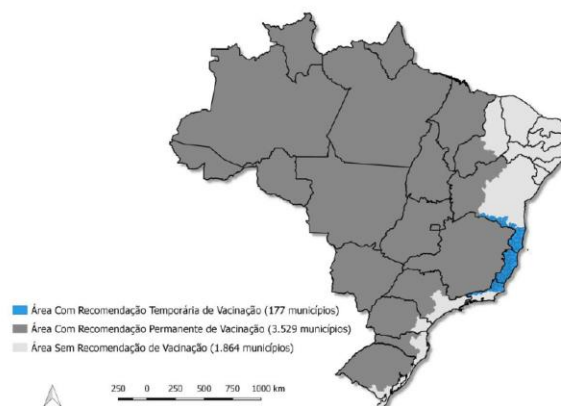 Área Com Recomendação Temporária de Vacinação (177 municípios)
Área Com Recomendação Permanente de Vacinação (3.529 municípios)
Área Sem Recomendação de Vacinação (1.864 municípios)
250 0 250 500 750 1000 km